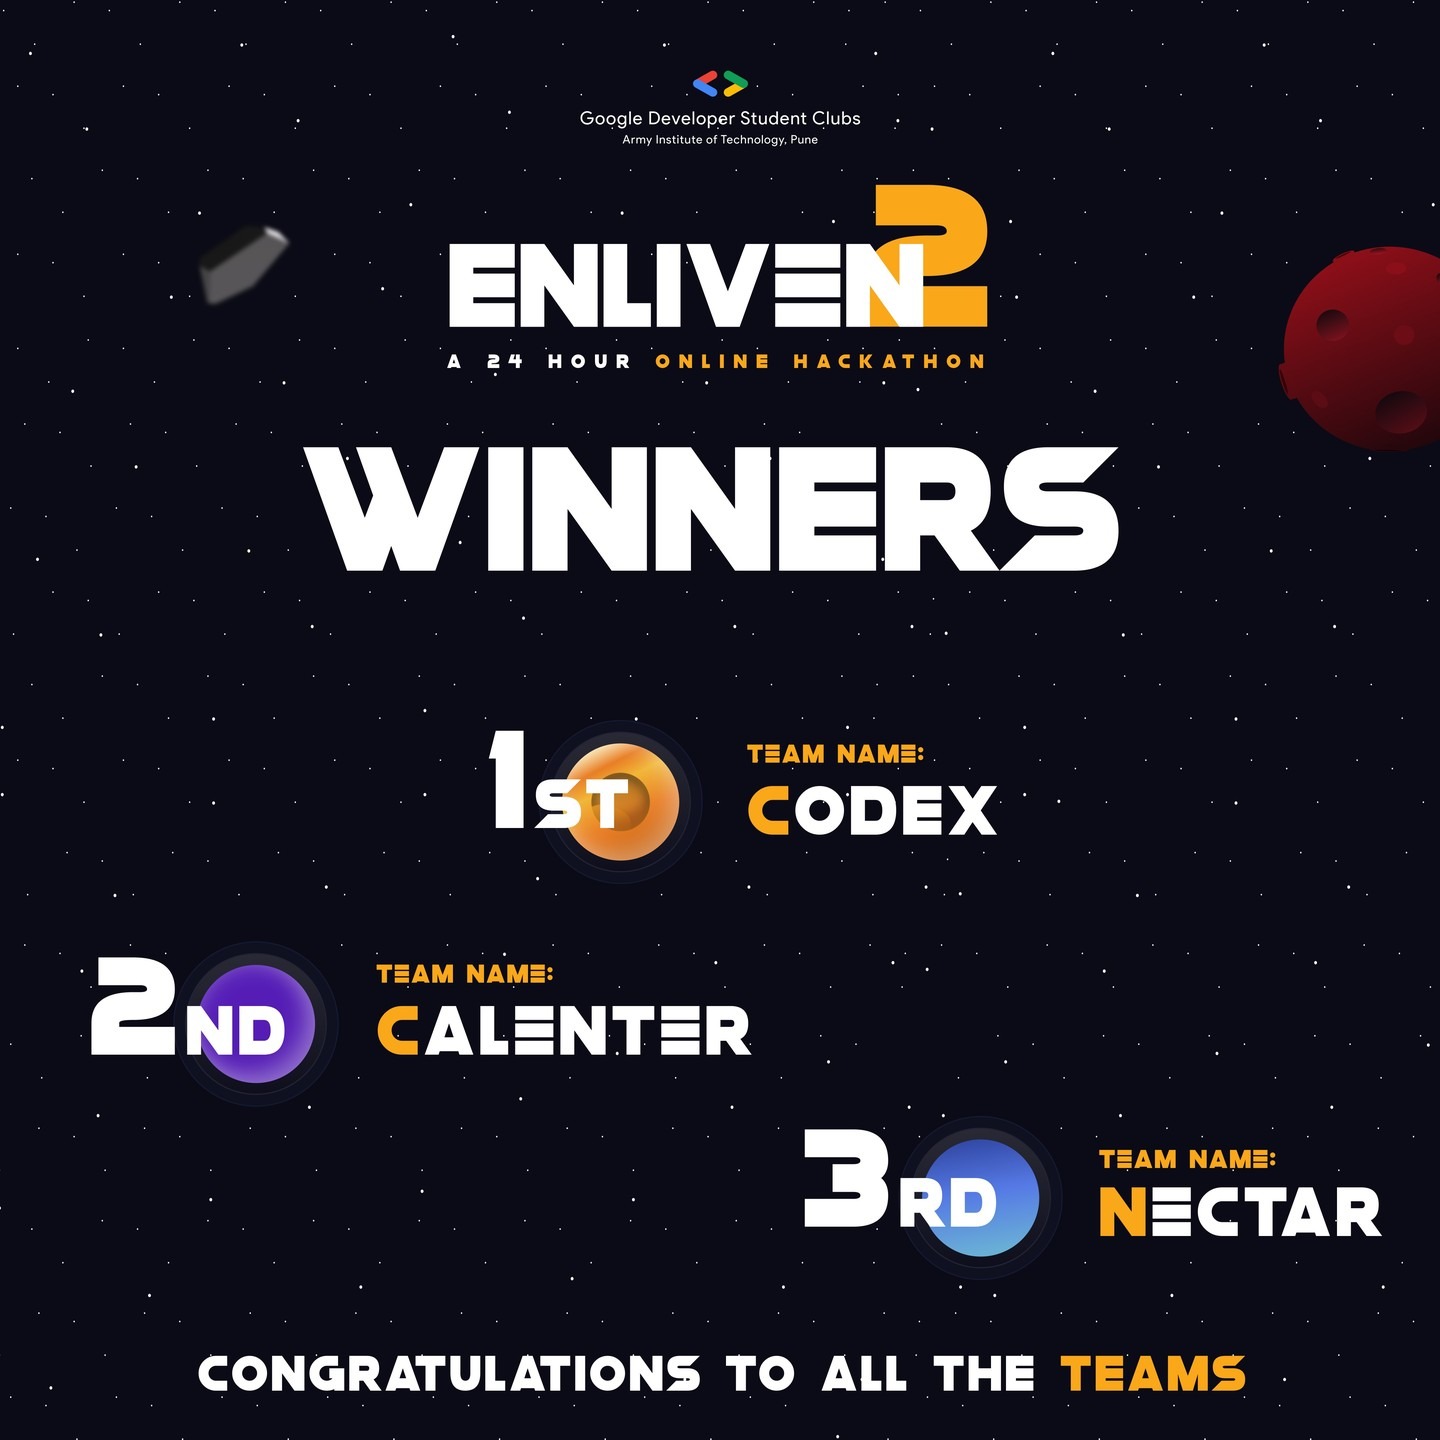 Google Developer Student Clubs
Army Institute of Technology, Pune
ENLIVEN2
A 24 HOUR ONLINE HACKATHON
WINNERS
1ST
TEAM NAME:
CODEX
2ND
TEAM NAME:
CALENTER
3RD
TEAM NAME:
NECTAR
CONGRATULATIONS TO ALL THE TEAMS